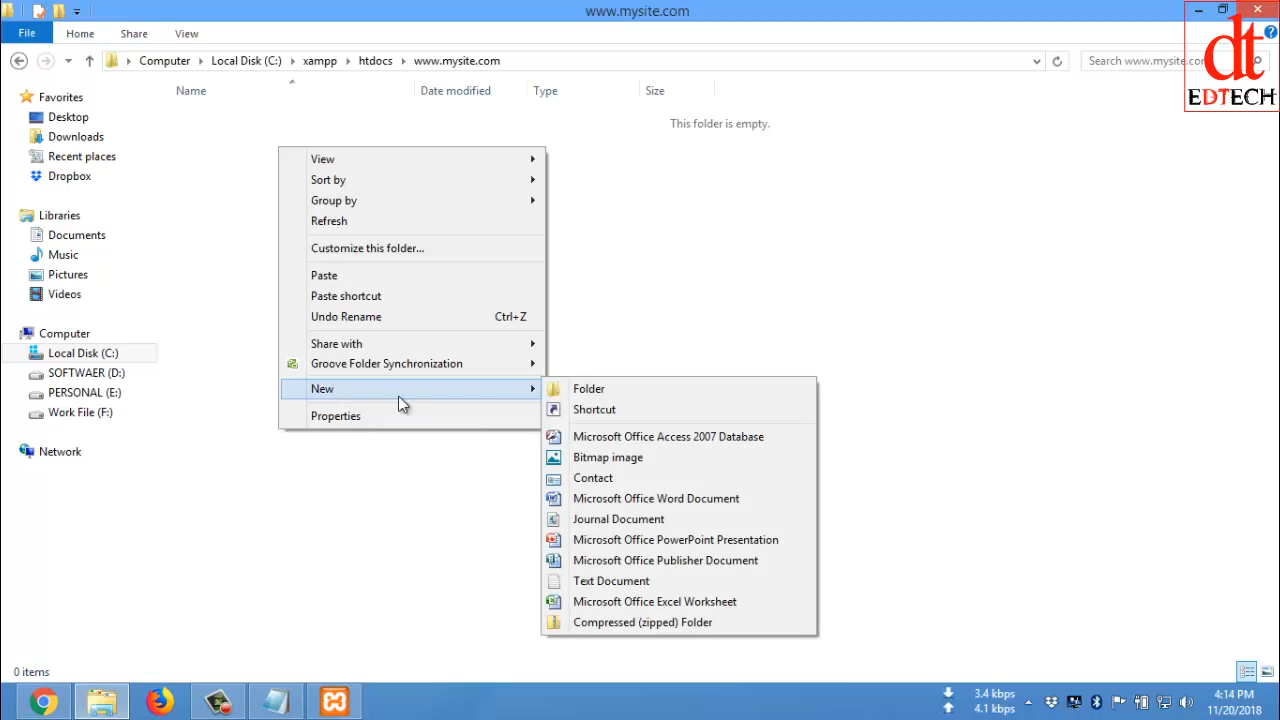 www.mysite.com
File Home Share View
Computer Local Disk (C:) xampp htdocs www.mysite.com
Search www.mysite.com
dt
EDTECH
Name Date modified Type Size
This folder is empty.
Favorites
Desktop
Downloads
Recent places
Dropbox
Libraries
Documents
Music
Pictures
Videos
Computer
Local Disk (C:)
SOFTWAER (D:)
PERSONAL (E:)
Work File (F:)
Network
View
Sort by
Group by
Refresh
Customize this folder...
Paste
Paste shortcut
Undo Rename Ctrl+Z
Share with
Groove Folder Synchronization
New
Properties
Folder
Shortcut
Microsoft Office Access 2007 Database
Bitmap image
Contact
Microsoft Office Word Document
Journal Document
Microsoft Office PowerPoint Presentation
Microsoft Office Publisher Document
Text Document
Microsoft Office Excel Worksheet
Compressed (zipped) Folder
0 items
3.4 kbps
4.1 kbps
4:14 PM
11/20/2018